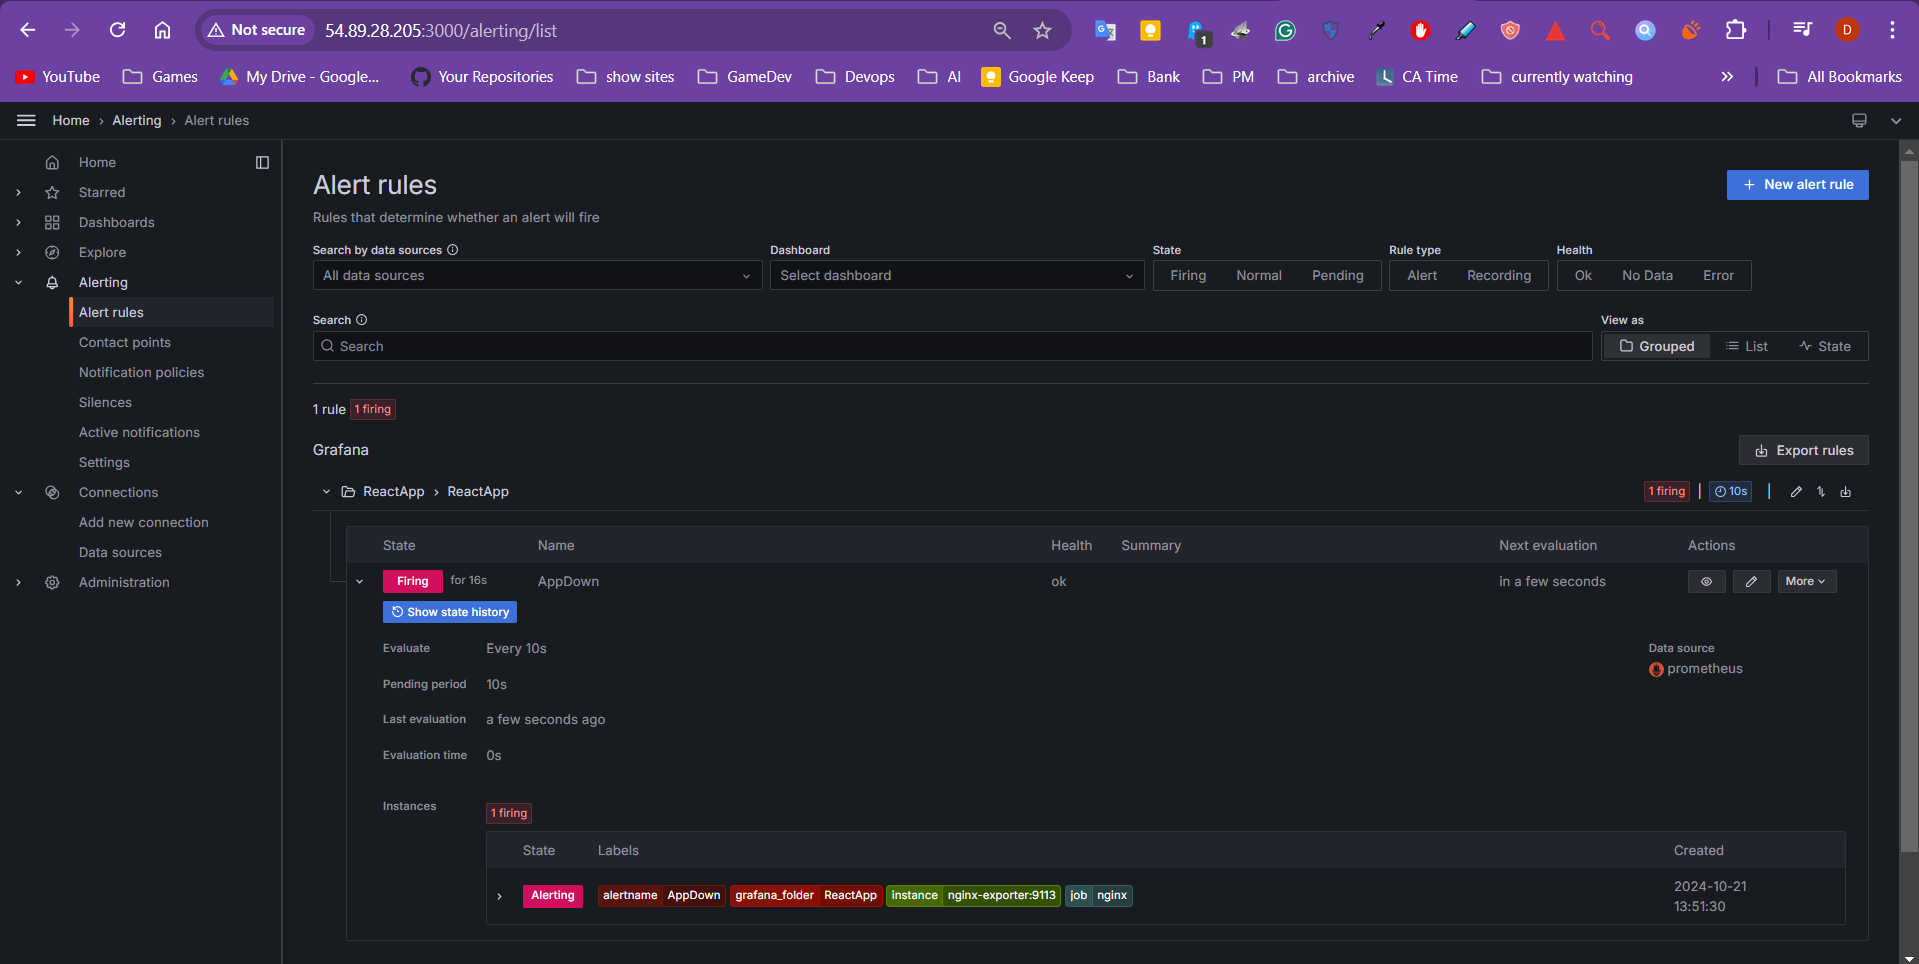 Not secure 54.89.28.205:3000/alerting/list
1
D
YouTube Games My Drive - Google... Your Repositories show sites GameDev Devops AI Google Keep Bank PM archive CA Time currently watching » All Bookmarks
Home › Alerting › Alert rules
Home
Starred
Dashboards
Explore
Alerting
Alert rules
Contact points
Notification policies
Silences
Active notifications
Settings
Connections
Add new connection
Data sources
Administration
Alert rules
+ New alert rule
Rules that determine whether an alert will fire
Search by data sources Dashboard State Rule type Health
All data sources Select dashboard Firing Normal Pending Alert Recording Ok No Data Error
Search View as
Search Grouped List State
1 rule 1 firing
Grafana Export rules
ReactApp › ReactApp 1 firing | 10s |
State Name Health Summary Next evaluation Actions
Firing for 16s AppDown ok in a few seconds More
Show state history
Evaluate Every 10s Data source
prometheus
Pending period 10s
Last evaluation a few seconds ago
Evaluation time 0s
Instances 1 firing
State Labels Created
Alerting alertname AppDown grafana_folder ReactApp instance nginx-exporter:9113 job nginx 2024-10-21
13:51:30